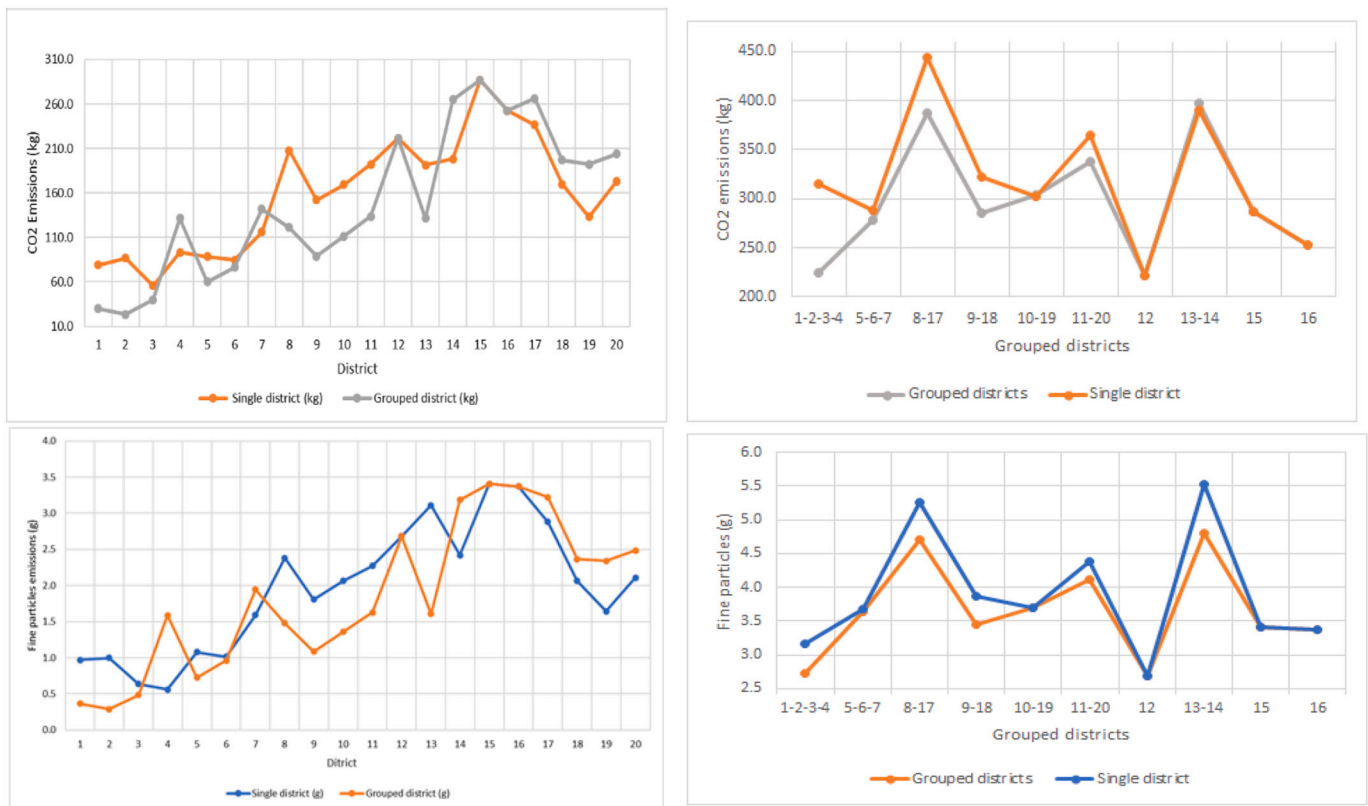 310.0
260.0
210.0
160.0
110.0
60.0
10.0
CO2 Emissions (kg)
1 2 3 4 5 6 7 8 9 10 11 12 13 14 15 16 17 18 19 20
District
Single district (kg) Grouped district (kg)
450.0
400.0
350.0
300.0
250.0
200.0
CO2 emissions (kg)
1-2-3-4 5-6-7 8-17 9-18 10-19 11-20 12 13-14 15 16
Grouped districts
Grouped districts Single district
4.0
3.5
3.0
2.5
2.0
1.5
1.0
0.5
0.0
Fine particles emissions (g)
1 2 3 4 5 6 7 8 9 10 11 12 13 14 15 16 17 18 19 20
Ditrict
Single district (g) Grouped district (g)
6.0
5.5
5.0
4.5
4.0
3.5
3.0
2.5
Fine particles (g)
1-2-3-4 5-6-7 8-17 9-18 10-19 11-20 12 13-14 15 16
Grouped districts
Grouped districts Single district